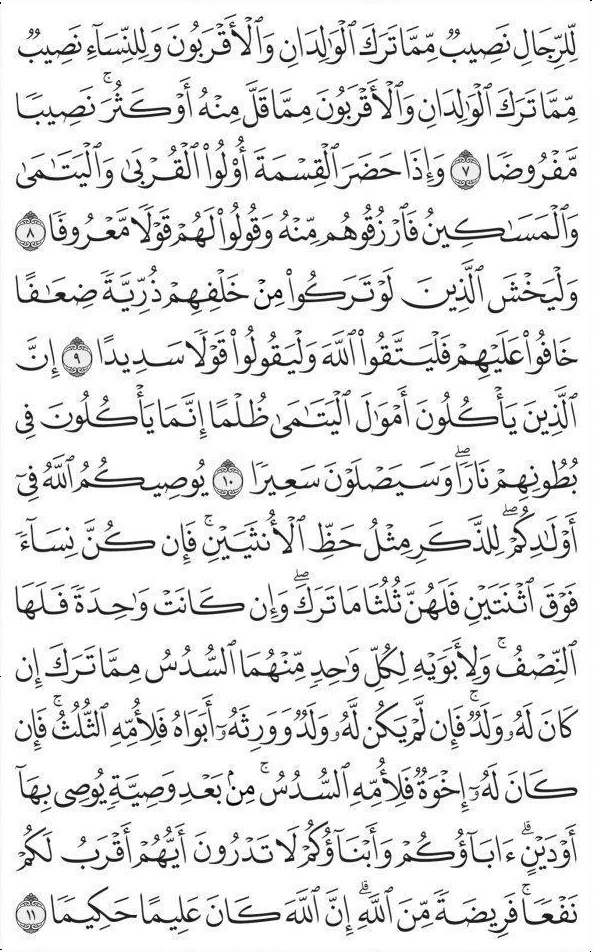 لِّلرِّجَالِ نَصِيبٌ مِّمَّا تَرَكَ ٱلۡوَٰلِدَانِ وَٱلۡأَقۡرَبُونَ وَلِلنِّسَآءِ نَصِيبٌ
مِّمَّا تَرَكَ ٱلۡوَٰلِدَانِ وَٱلۡأَقۡرَبُونَ مِمَّا قَلَّ مِنۡهُ أَوۡ كَثُرَۚ نَصِيبٗا
مَّفۡرُوضٗا ٧ وَإِذَا حَضَرَ ٱلۡقِسۡمَةَ أُوْلُواْ ٱلۡقُرۡبَىٰ وَٱلۡيَتَٰمَىٰ
وَٱلۡمَسَٰكِينُ فَٱرۡزُقُوهُم مِّنۡهُ وَقُولُواْ لَهُمۡ قَوۡلٗا مَّعۡرُوفٗا ٨
وَلۡيَخۡشَ ٱلَّذِينَ لَوۡ تَرَكُواْ مِنۡ خَلۡفِهِمۡ ذُرِّيَّةٗ ضِعَٰفًا
خَافُواْ عَلَيۡهِمۡ فَلۡيَتَّقُواْ ٱللَّهَ وَلۡيَقُولُواْ قَوۡلٗا سَدِيدًا ٩ إِنَّ
ٱلَّذِينَ يَأۡكُلُونَ أَمۡوَٰلَ ٱلۡيَتَٰمَىٰ ظُلۡمًا إِنَّمَا يَأۡكُلُونَ فِي
بُطُونِهِمۡ نَارٗاۖ وَسَيَصۡلَوۡنَ سَعِيرٗا ١٠ يُوصِيكُمُ ٱللَّهُ فِيٓ
أَوۡلَٰدِكُمۡۖ لِلذَّكَرِ مِثۡلُ حَظِّ ٱلۡأُنثَيَيۡنِۚ فَإِن كُنَّ نِسَآءٗ
فَوۡقَ ٱثۡنَتَيۡنِ فَلَهُنَّ ثُلُثَا مَا تَرَكَۖ وَإِن كَانَتۡ وَٰحِدَةٗ فَلَهَا
ٱلنِّصۡفُۚ وَلِأَبَوَيۡهِ لِكُلِّ وَٰحِدٖ مِّنۡهُمَا ٱلسُّدُسُ مِمَّا تَرَكَ إِن
كَانَ لَهُۥ وَلَدٞۚ فَإِن لَّمۡ يَكُن لَّهُۥ وَلَدٞ وَوَرِثَهُۥٓ أَبَوَاهُ فَلِأُمِّهِ ٱلثُّلُثُۚ فَإِن
كَانَ لَهُۥٓ إِخۡوَةٞ فَلِأُمِّهِ ٱلسُّدُسُۚ مِنۢ بَعۡدِ وَصِيَّةٖ يُوصِي بِهَآ
أَوۡ دَيۡنٍۗ ءَابَآؤُكُمۡ وَأَبۡنَآؤُكُمۡ لَا تَدۡرُونَ أَيُّهُمۡ أَقۡرَبُ لَكُمۡ
نَفۡعٗاۚ فَرِيضَةٗ مِّنَ ٱللَّهِۗ إِنَّ ٱللَّهَ كَانَ عَلِيمًا حَكِيمٗا ١١